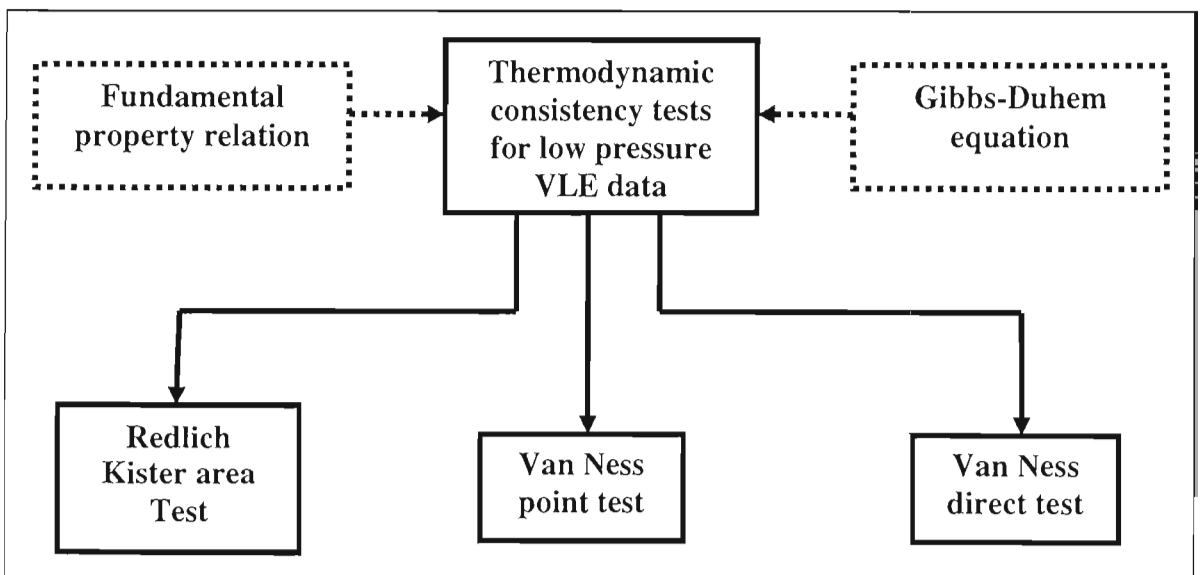 Fundamental
property relation
Thermodynamic
consistency tests
for low pressure
VLE data
Gibbs-Duhem
equation
Redlich
Kister area
Test
Van Ness
point test
Van Ness
direct test